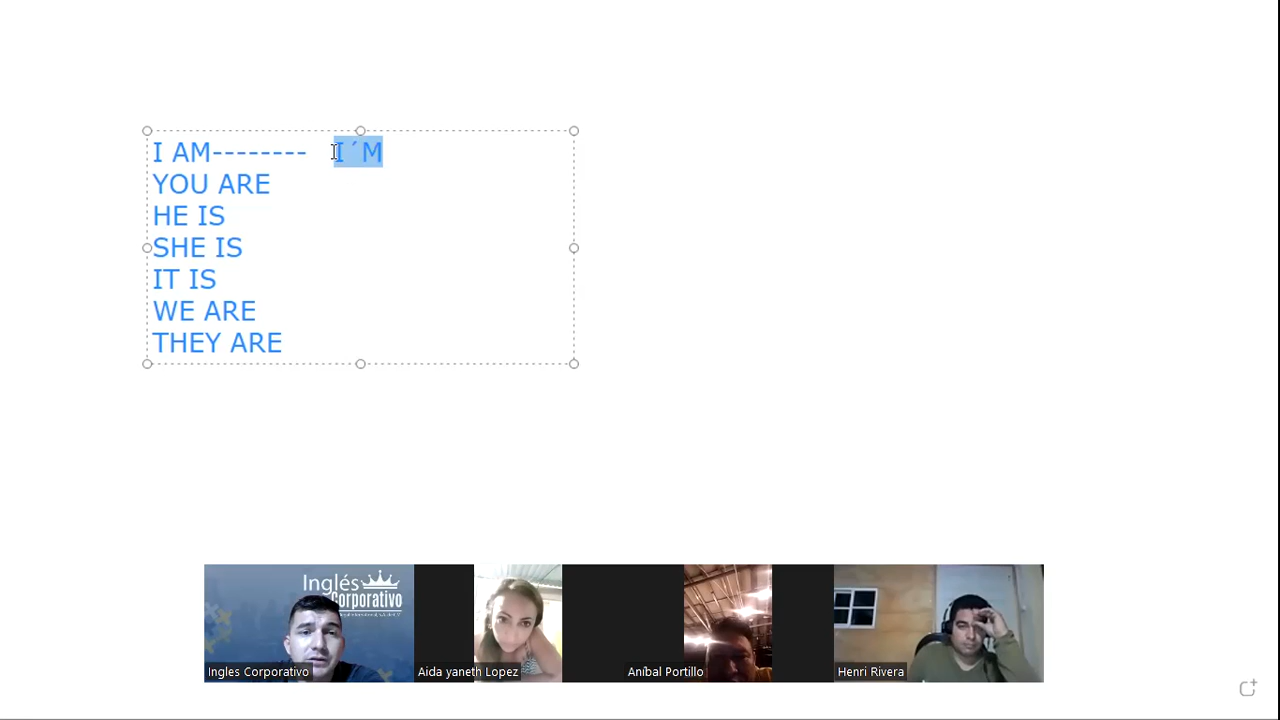 I AM-------- I´M
YOU ARE
HE IS
SHE IS
IT IS
WE ARE
THEY ARE
Inglés
Corporativo
Ingles Corporativo
Aida yaneth Lopez
Aníbal Portillo
Henri Rivera